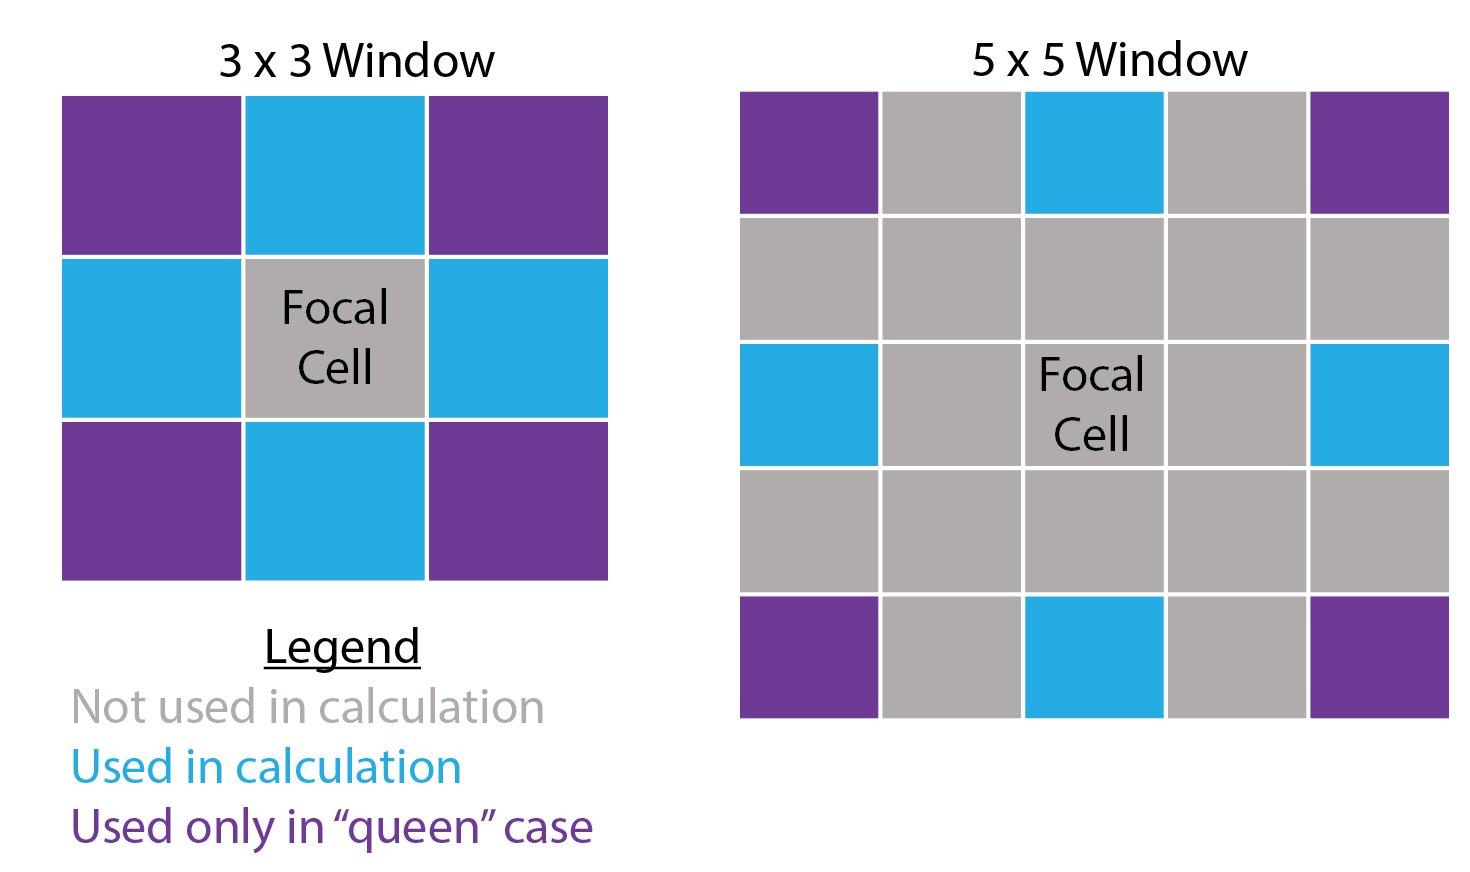 3 x 3 Window
Focal
Cell
5 x 5 Window
Focal
Cell
Legend
Not used in calculation
Used in calculation
Used only in “queen” case